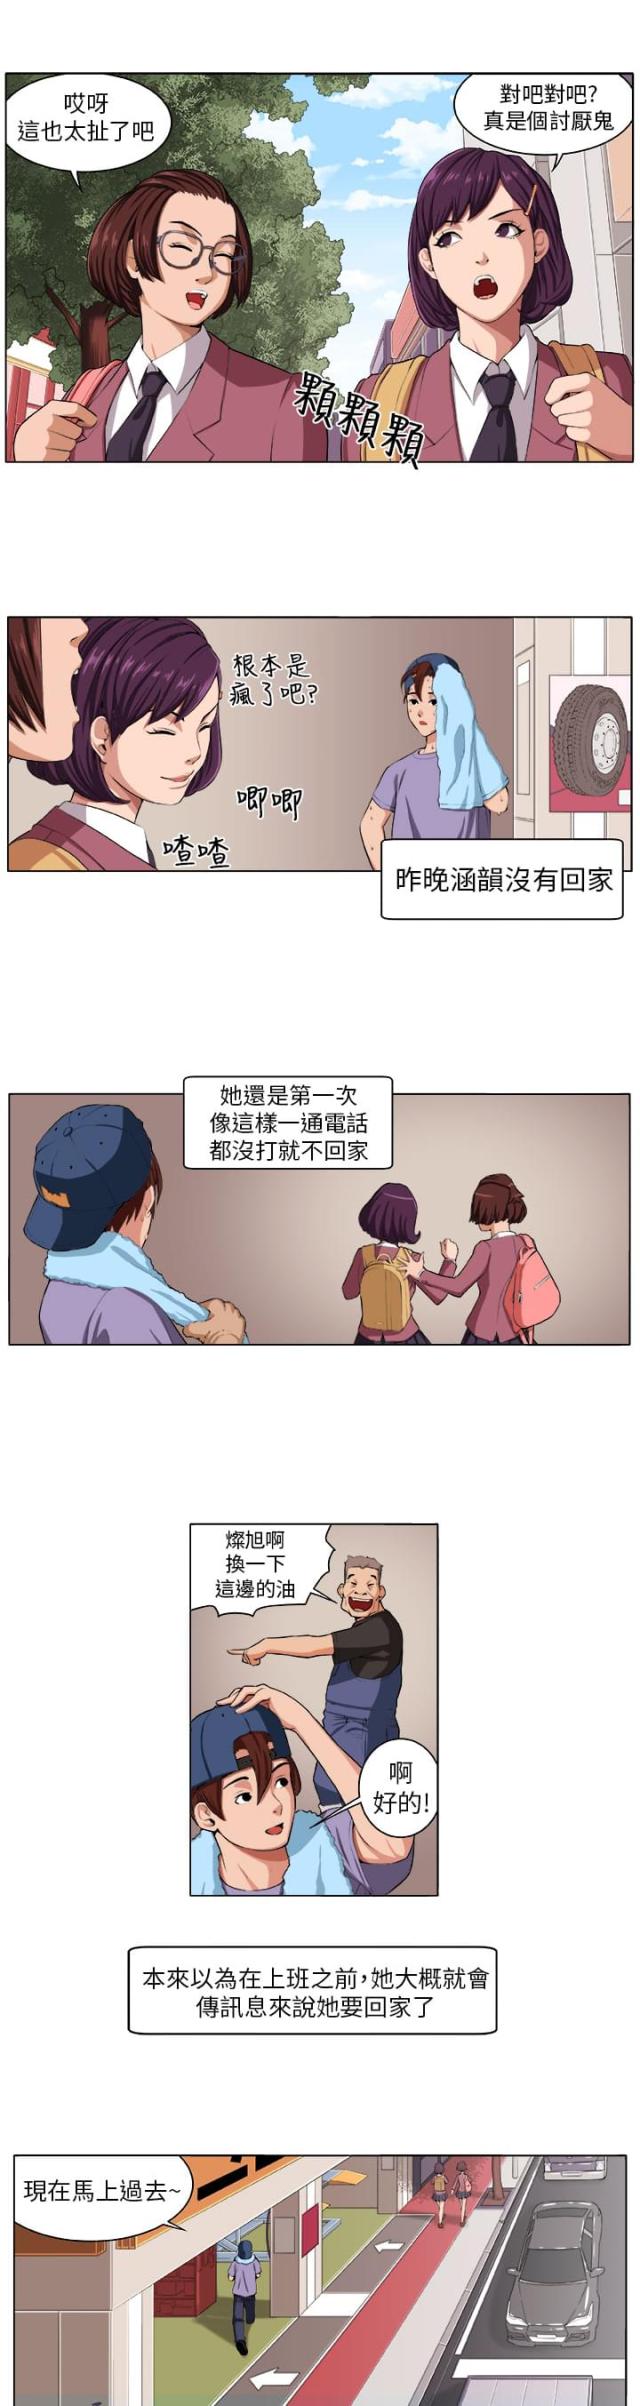 哎呀
這也太扯了吧
對吧對吧?
真是個討厭鬼
顆顆顆
根本是
瘋了吧?
唧唧
喳喳
昨晚涵韻沒有回家
她還是第一次
像這樣一通電話
都沒打就不回家
燦旭啊
換一下
這邊的油
啊
好的!
本來以為在上班之前,她大概就會
傳訊息來說她要回家了
現在馬上過去~